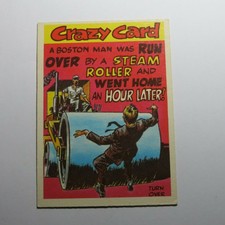 Crazy Card
A BOSTON MAN WAS RUN
OVER BY A STEAM
ROLLER AND
WENT HOME
AN HOUR LATER!
TURN
OVER